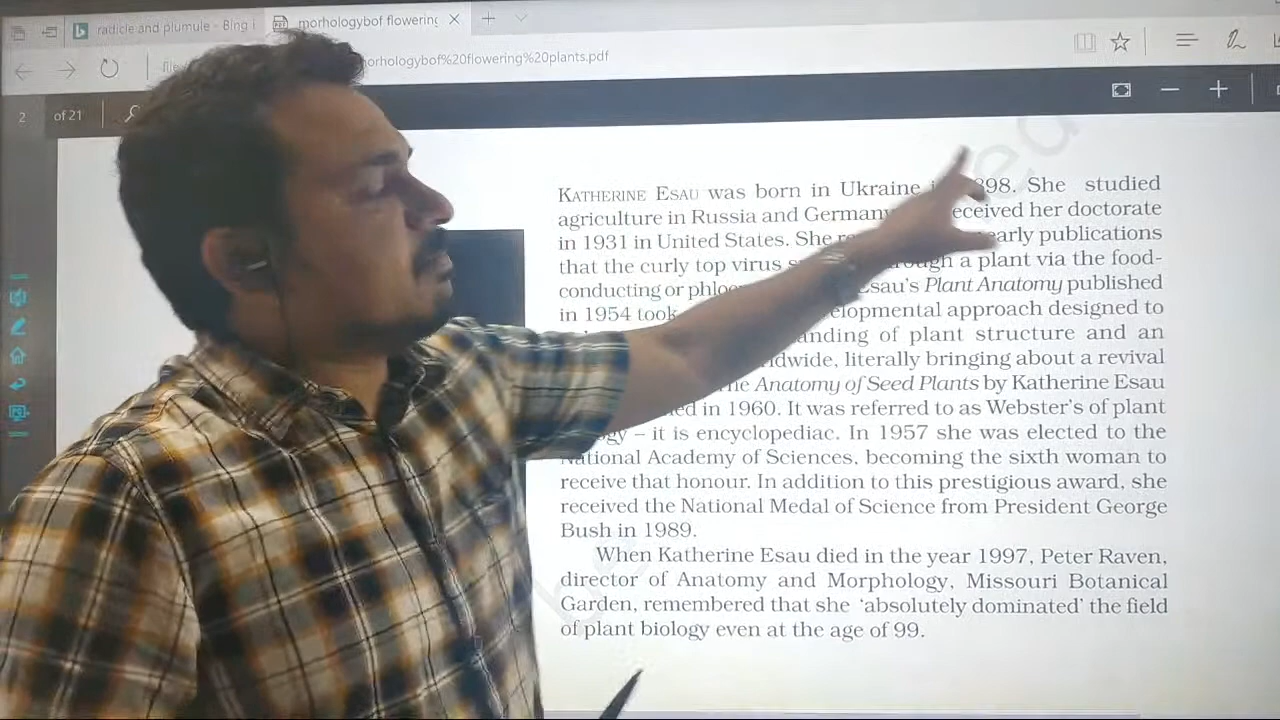 radicle and plumule - Bing i
morhologybof flowering
file
morhologybof%20flowering%20plants.pdf
2 of 21
KATHERINE ESAU was born in Ukraine 898. She studied
agriculture in Russia and Germany eceived her doctorate
in 1931 in United States. She early publications
that the curly top virus through a plant via the food-
conducting or Esau's Plant Anatomy published
in 1954 took elopmental approach designed to
anding of plant structure and an
ldwide, literally bringing about a revival
Anatomy of Seed Plants by Katherine Esau
ed in 1960. It was referred to as Webster's of plant
ogy – it is encyclopediac. In 1957 she was elected to the
National Academy of Sciences, becoming the sixth woman to
receive that honour. In addition to this prestigious award, she
received the National Medal of Science from President George
Bush in 1989.
When Katherine Esau died in the year 1997, Peter Raven,
director of Anatomy and Morphology, Missouri Botanical
Garden, remembered that she 'absolutely dominated' the field
of plant biology even at the age of 99.